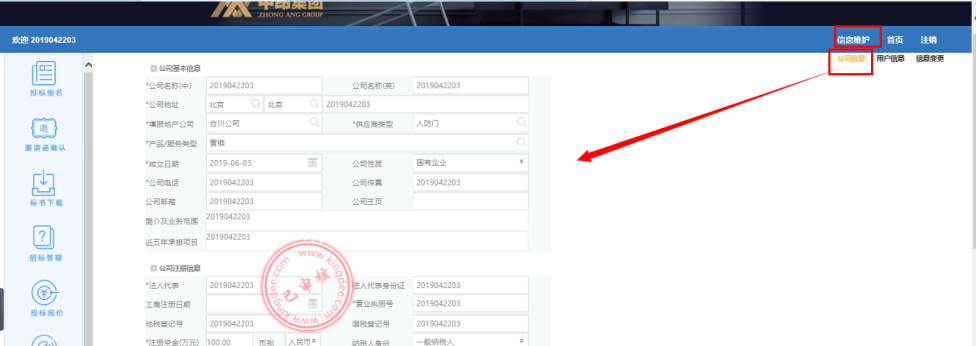 中昂集团
ZHONG ANG GROUP
欢迎 2019042203
信息维护 首页 注销
公司信息 用户信息 信息变更
投标报名
邀
邀请函确认
标书下载
招标答疑
投标报价
公司基本信息
*公司名称(中) 2019042203 公司名称(英) 2019042203
*公司地址 北京 北京 2019042203
*填报地产公司 合川公司 *供应商类型 人防门
*产品/服务类型 营销
*成立日期 2019-06-03 公司性质 国有企业
*公司电话 2019042203 公司传真 2019042203
公司邮箱 2019042203 公司主页
简介及业务范围 2019042203
近五年承接项目 2019042203
公司注册信息
*法人代表 2019042203 法人代表身份证 2019042203
工商注册日期 *营业执照号 2019042203
地税登记号 2019042203 国税登记号 2019042203
*注册资金(万元) 100.00 币别 人民币 纳税人身份 一般纳税人
www.kingdee.com
已审核
www.kingdee.com